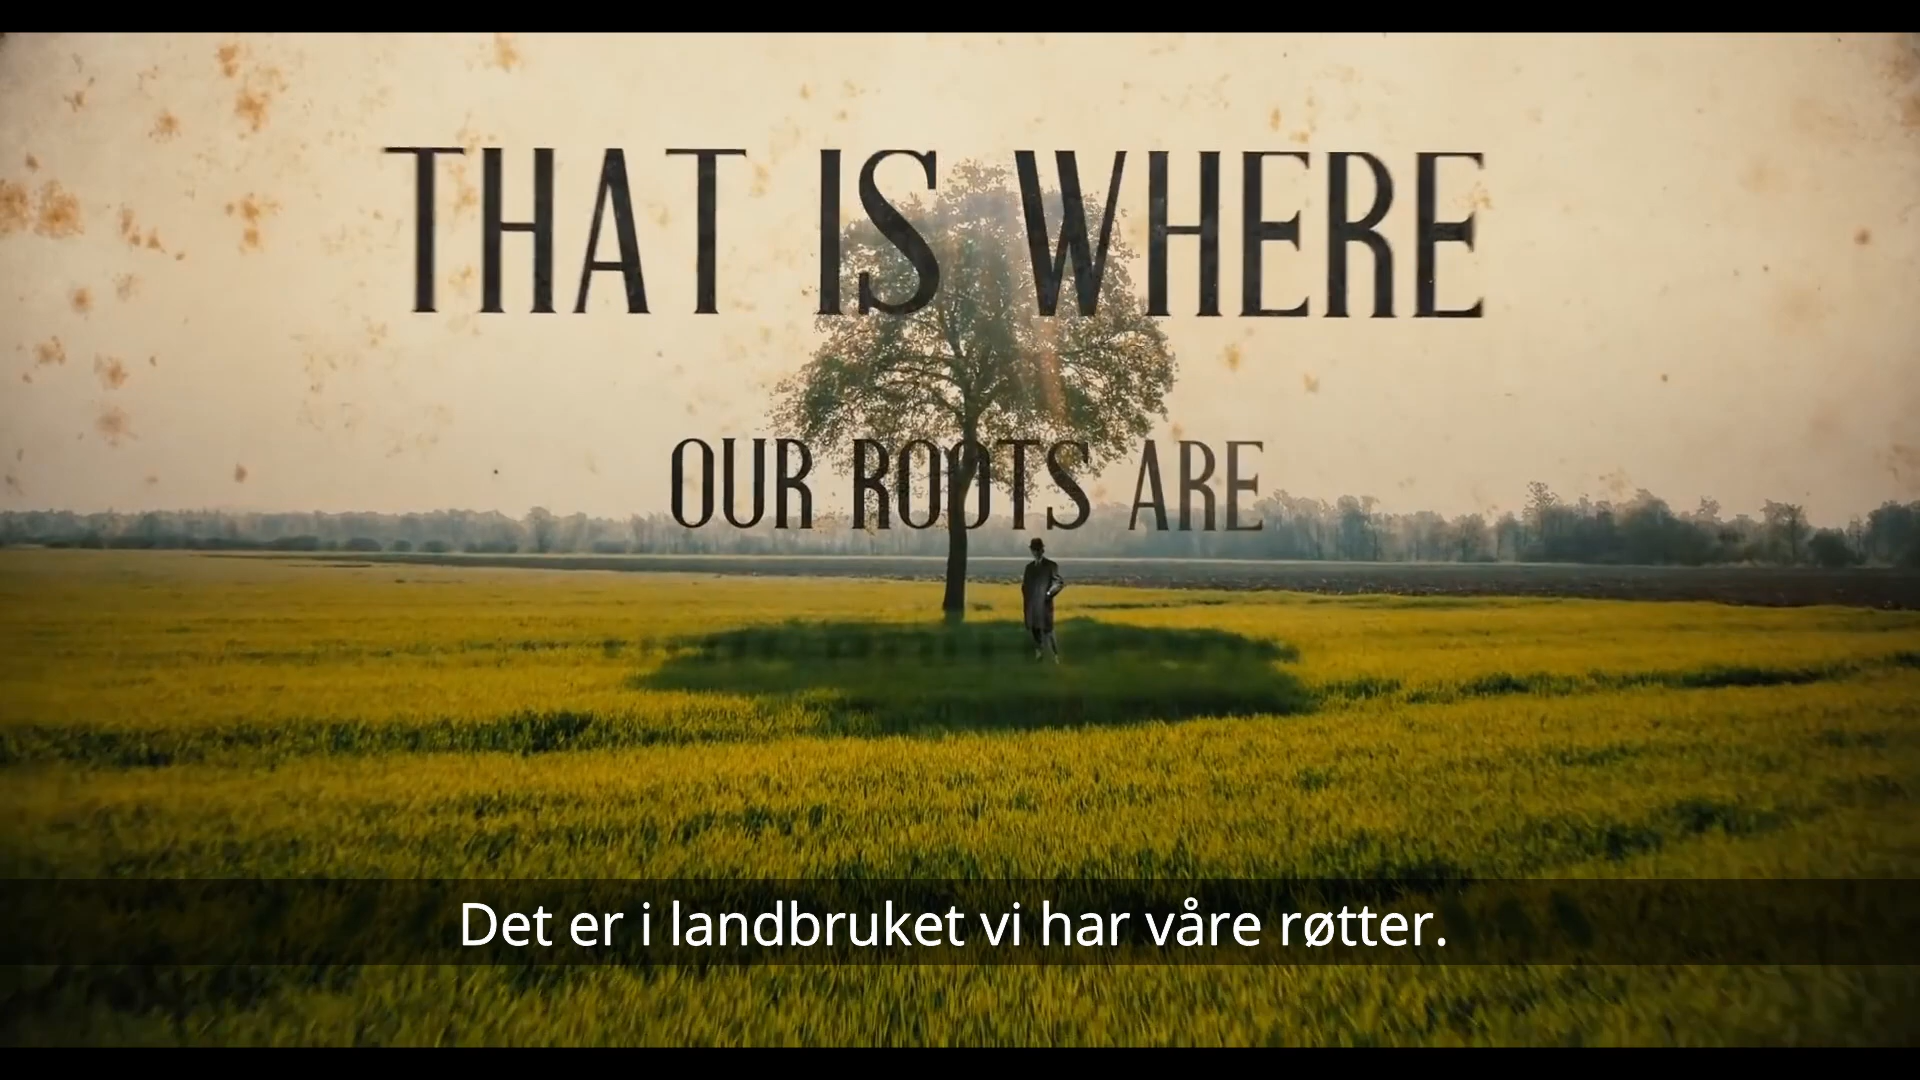 THAT IS WHERE
OUR ROOTS ARE
Det er i landbruket vi har våre røtter.